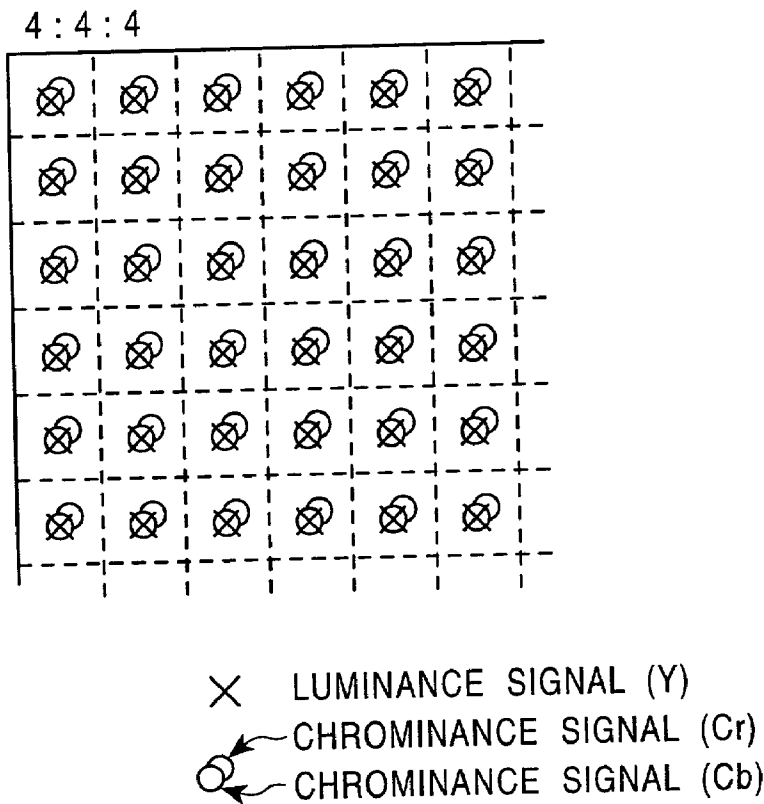 4 : 4 : 4
LUMINANCE SIGNAL (Y)
CHROMINANCE SIGNAL (Cr)
CHROMINANCE SIGNAL (Cb)